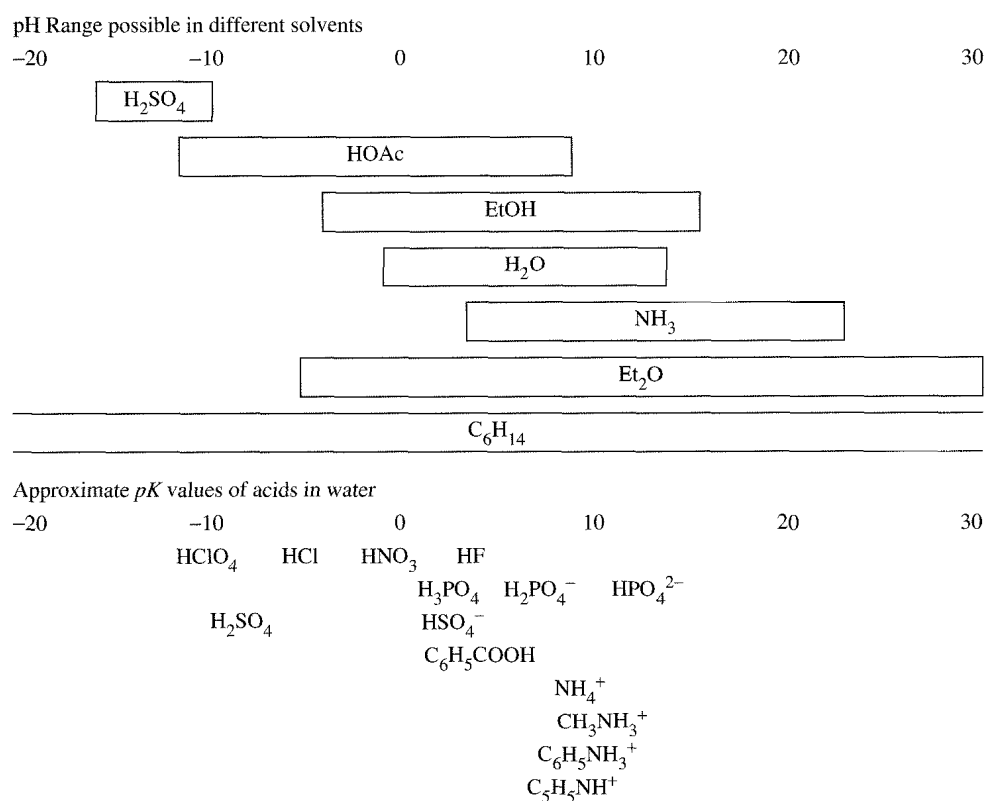 pH Range possible in different solvents
−20 −10 0 10 20 30
H₂SO₄
HOAc
EtOH
H₂O
NH₃
Et₂O
C₆H₁₄
Approximate pK values of acids in water
−20 −10 0 10 20 30
HClO₄ HCl HNO₃ HF
H₃PO₄ H₂PO₄⁻ HPO₄²⁻
H₂SO₄ HSO₄⁻
C₆H₅COOH
NH₄⁺
CH₃NH₃⁺
C₆H₅NH₃⁺
C₅H₅NH⁺